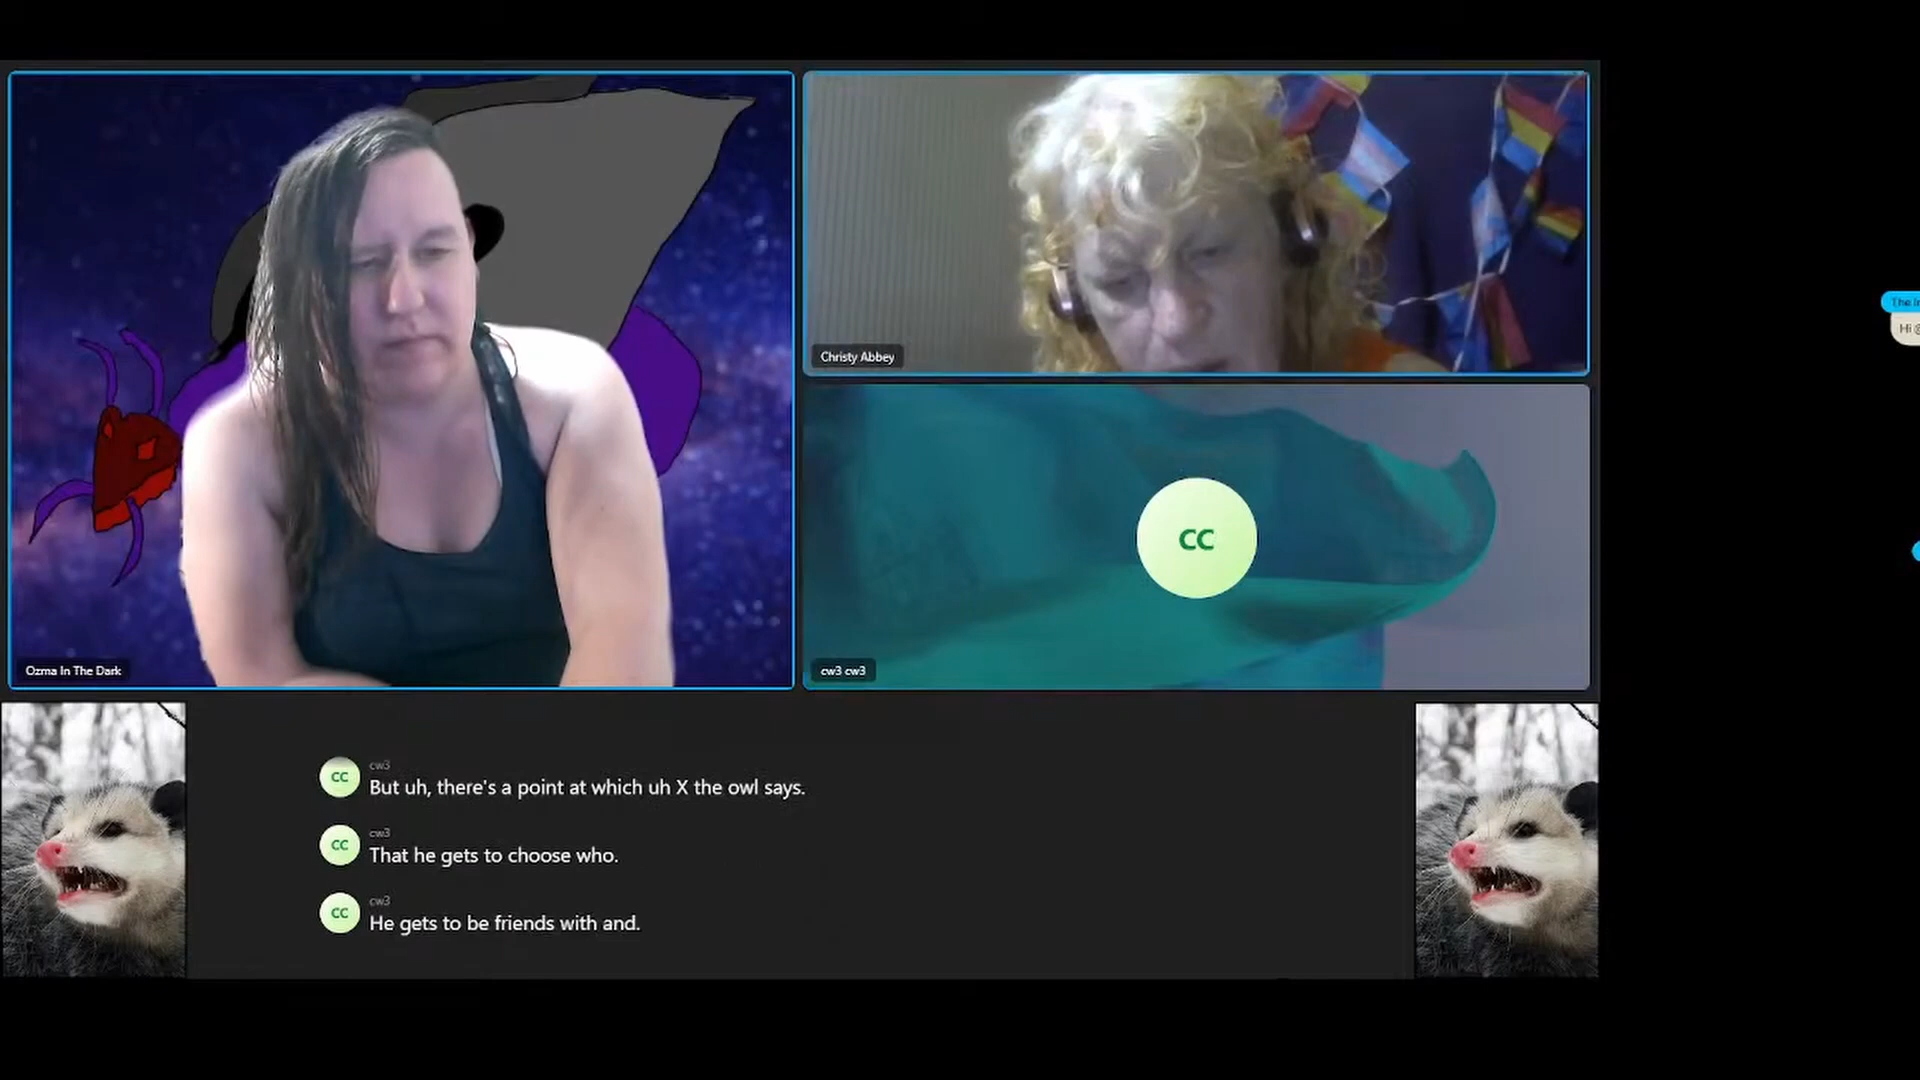 Christy Abbey
CC
Ozma In The Dark
cw3 cw3
cw3
CC
But uh, there's a point at which uh X the owl says.
cw3
CC
That he gets to choose who.
cw3
CC
He gets to be friends with and.
The
Hi @